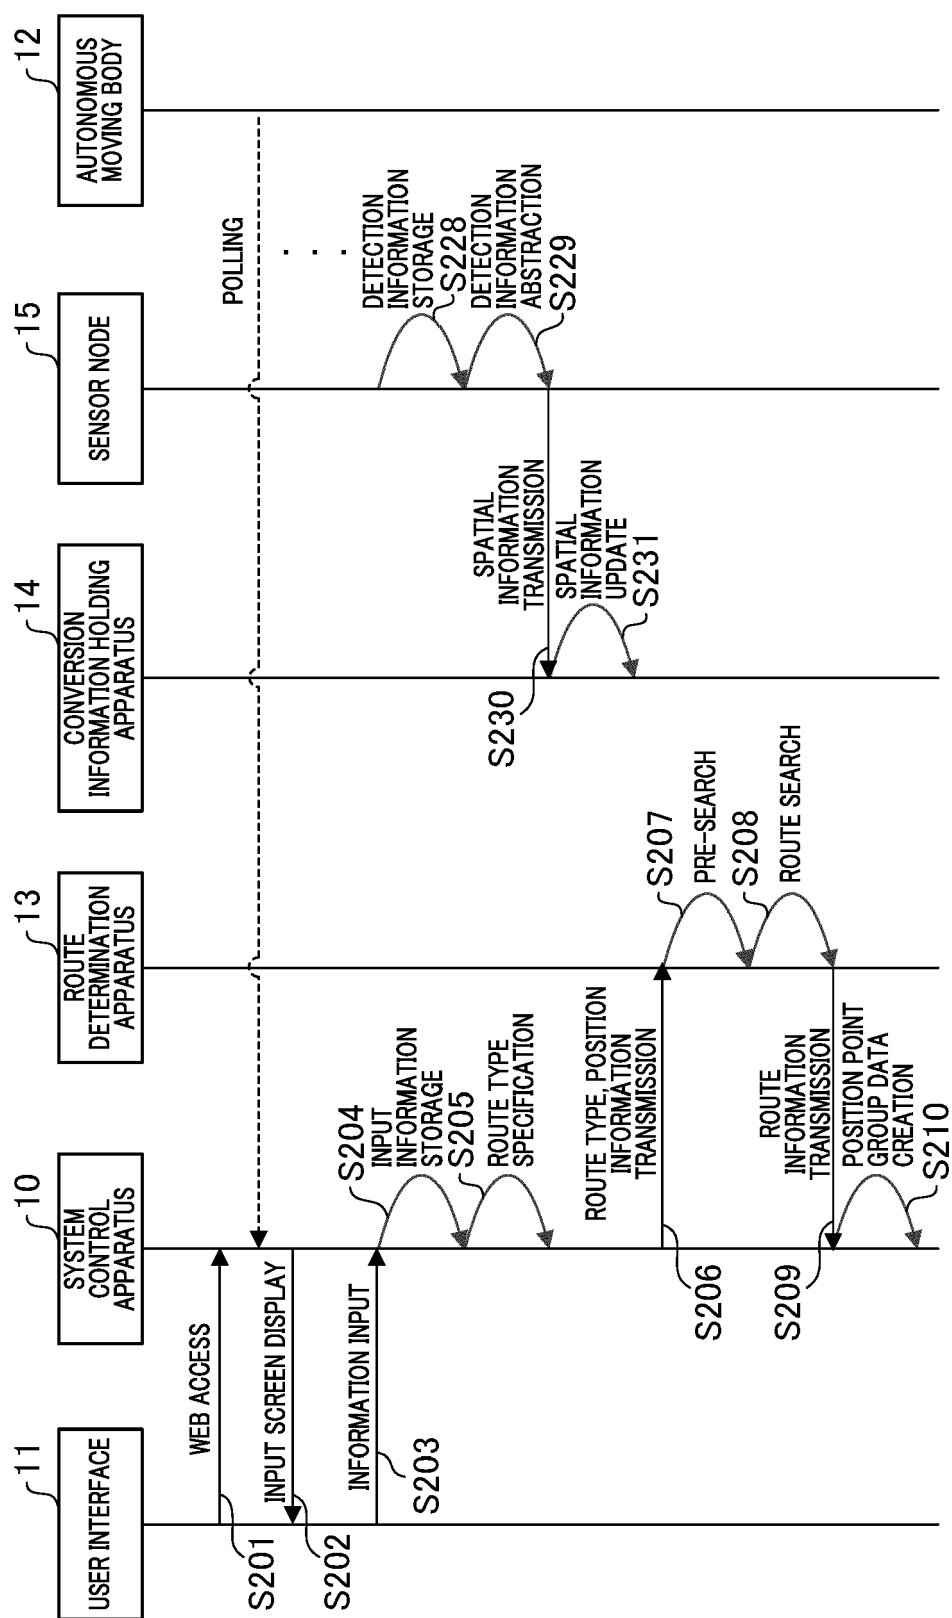 11
USER INTERFACE
10
SYSTEM
CONTROL
APPARATUS
13
ROUTE
DETERMINATION
APPARATUS
14
CONVERSION
INFORMATION HOLDING
APPARATUS
15
SENSOR NODE
12
AUTONOMOUS
MOVING BODY
WEB ACCESS
S201
POLLING
INPUT SCREEN DISPLAY
S202
INFORMATION INPUT
S203
S204
INPUT
INFORMATION
STORAGE
S205
ROUTE TYPE
SPECIFICATION
DETECTION
INFORMATION
STORAGE
S228
DETECTION
INFORMATION
ABSTRACTION
S229
SPATIAL
INFORMATION
TRANSMISSION
S230
SPATIAL
INFORMATION
UPDATE
S231
ROUTE TYPE, POSITION
INFORMATION
TRANSMISSION
S206
S207
PRE-SEARCH
S208
ROUTE SEARCH
ROUTE
INFORMATION
TRANSMISSION
S209
POSITION POINT
GROUP DATA
CREATION
S210